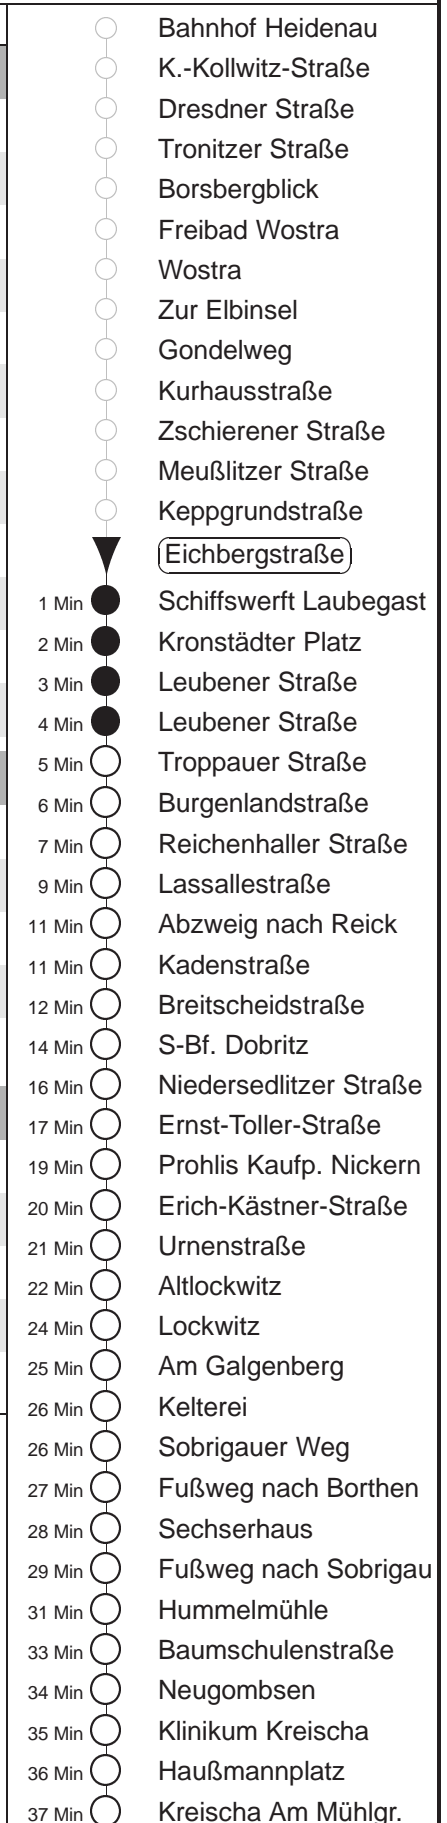 Bahnhof Heidenau
K.-Kollwitz-Straße
Dresdner Straße
Tronitzer Straße
Borsbergblick
Freibad Wostra
Wostra
Zur Elbinsel
Gondelweg
Kurhausstraße
Zschierener Straße
Meußlitzer Straße
Keppgrundstraße
Eichbergstraße
1 Min Schiffswerft Laubegast
2 Min Kronstädter Platz
3 Min Leubener Straße
4 Min Leubener Straße
5 Min Troppauer Straße
6 Min Burgenlandstraße
7 Min Reichenhaller Straße
9 Min Lassallestraße
11 Min Abzweig nach Reick
11 Min Kadenstraße
12 Min Breitscheidstraße
14 Min S-Bf. Dobritz
16 Min Niedersedlitzer Straße
17 Min Ernst-Toller-Straße
19 Min Prohlis Kaufp. Nickern
20 Min Erich-Kästner-Straße
21 Min Urnenstraße
22 Min Altlockwitz
24 Min Lockwitz
25 Min Am Galgenberg
26 Min Kelterei
26 Min Sobrigauer Weg
27 Min Fußweg nach Borthen
28 Min Sechserhaus
29 Min Fußweg nach Sobrigau
31 Min Hummelmühle
33 Min Baumschulenstraße
34 Min Neugombsen
35 Min Klinikum Kreischa
36 Min Haußmannplatz
37 Min Kreischa Am Mühlgr.